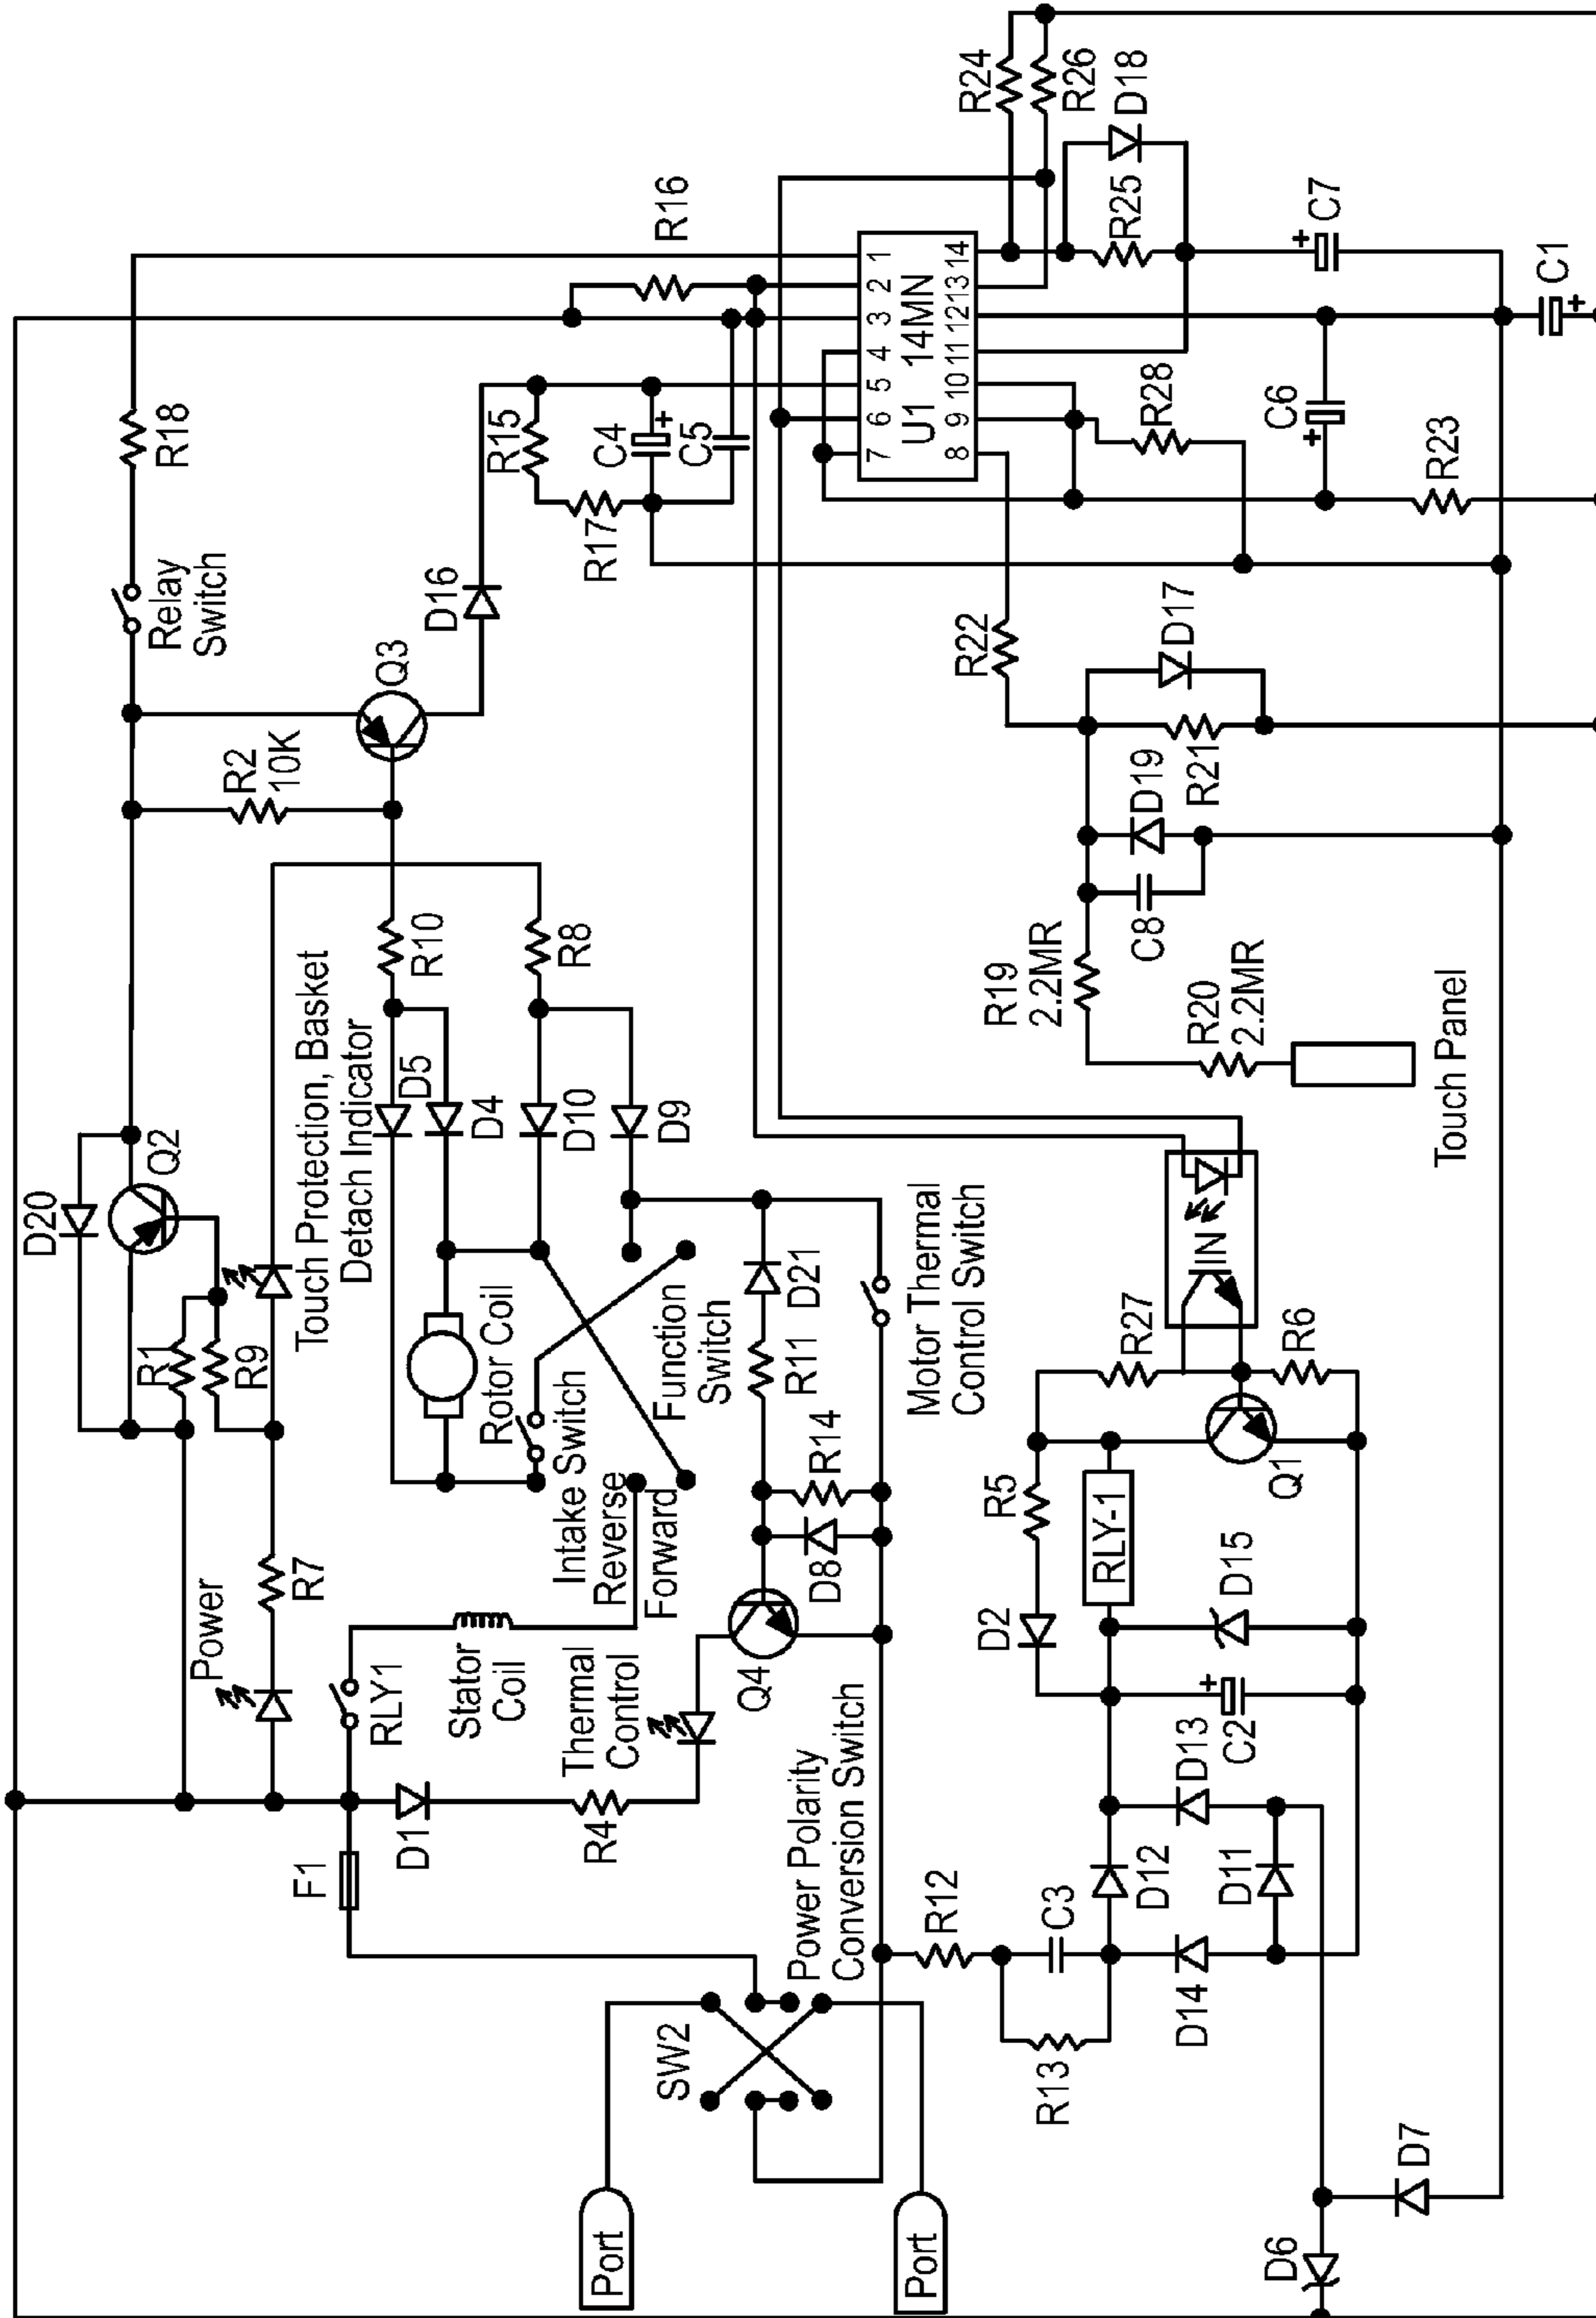 Port
Port
SW2
Power Polarity
Conversion Switch
F1
D1
R4
Thermal
Control
RLY1
Stator
Coil
Power
R7
R1
R9
D20
Q2
Touch Protection, Basket
Detach Indicator
Rotor Coil
Intake Switch
Reverse
Forward
Function
Switch
D5
D4
D10
D9
R10
R8
R2
10K
Q3
D16
Relay
Switch
R18
R15
R17
C4
+
C5
R16
Q4
D8
R14
R11
D21
Motor Thermal
Control Switch
R12
C3
R13
D12
D13
D14
D11
C2
+
D15
D2
R5
RLY-1
Q1
R27
R6
IN
D6
D7
Touch Panel
R20
2.2MR
R19
2.2MR
C8
D19
R21
D17
R22
U1 14MN
7 6 5 4 3 2 1
8 9 10 11 12 13 14
R28
R23
C6
+
C7
+
C1
+
R25
D18
R24
R26